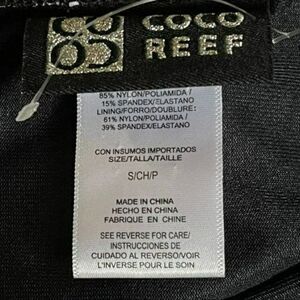 COCO
REEF
85% NYLON/POLIAMIDA/
15% SPANDEX/ELASTANO
LINING/FORRO/DOUBLURE:
61% NYLON/POLIAMIDA/
39% SPANDEX/ELASTANO
CON INSUMOS IMPORTADOS
SIZE/TALLA/TAILLE
S/CH/P
MADE IN CHINA
HECHO EN CHINA
FABRIQUE EN CHINE
SEE REVERSE FOR CARE/
INSTRUCCIONES DE
CUIDADO AL REVERSO/VOIR
L'INVERSE POUR LE SOIN